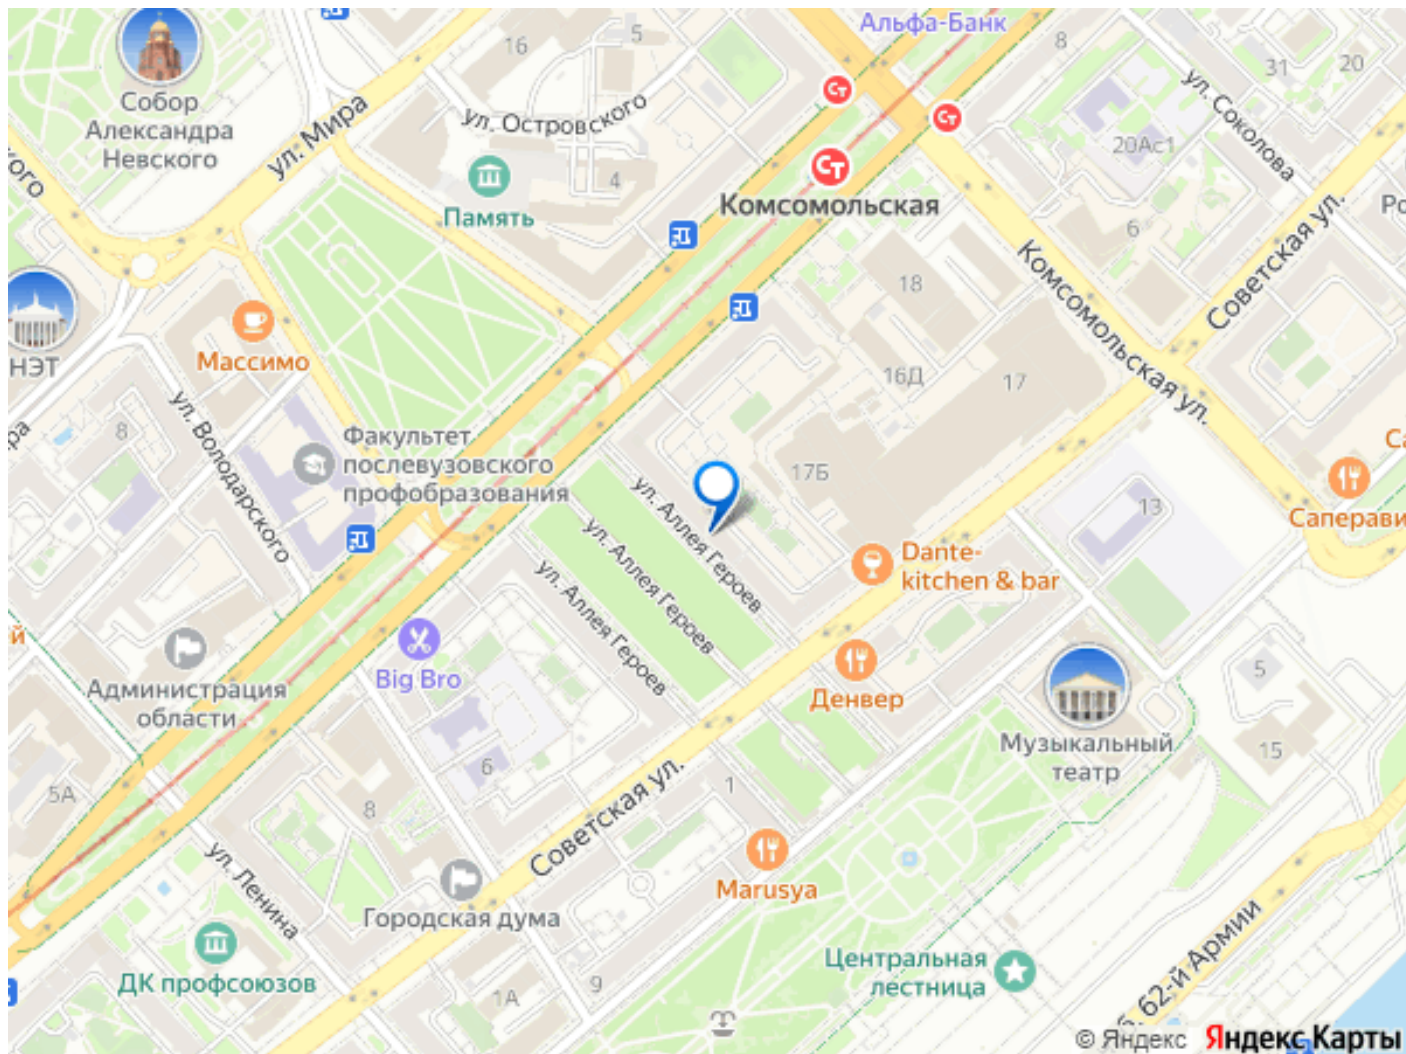 Альфа-Банк
Собор
Александра
Невского
16
5
8
31
20
ул. Мира
ул. Островского
ул. Соколова
20Ас1
4
Память
Комсомольская
6
Советская ул.
Комсомольская ул.
18
НЭТ
Массимо
16Д
17
8
ул. Володарского
Факультет
послевузовского
профобразования
17Б
ул. Аллея Героев
ул. Аллея Героев
ул. Аллея Героев
13
Саперави
Dante-
kitchen & bar
Big Bro
Администрация
области
Денвер
5
Музыкальный
театр
15
6
1
5А
8
Советская ул.
ул. Ленина
Marusya
Городская дума
ДК профсоюзов
1А
9
Центральная
лестница
62-й Армии
© Яндекс Яндекс Карты